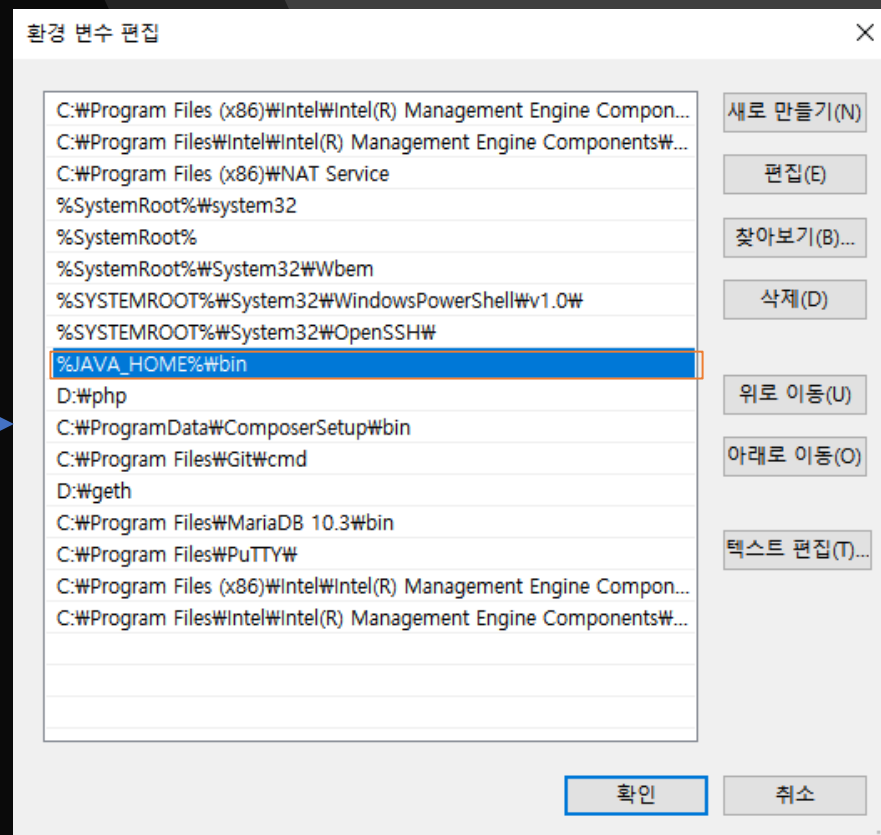 환경 변수 편집
C:₩Program Files (x86)₩Intel₩Intel(R) Management Engine Compon...
C:₩Program Files₩Intel₩Intel(R) Management Engine Components₩...
C:₩Program Files (x86)₩NAT Service
%SystemRoot%₩system32
%SystemRoot%
%SystemRoot%₩System32₩Wbem
%SYSTEMROOT%₩System32₩WindowsPowerShell₩v1.0₩
%SYSTEMROOT%₩System32₩OpenSSH₩
%JAVA_HOME%₩bin
D:₩php
C:₩ProgramData₩ComposerSetup₩bin
C:₩Program Files₩Git₩cmd
D:₩geth
C:₩Program Files₩MariaDB 10.3₩bin
C:₩Program Files₩PuTTY₩
C:₩Program Files (x86)₩Intel₩Intel(R) Management Engine Compon...
C:₩Program Files₩Intel₩Intel(R) Management Engine Components₩...
새로 만들기(N)
편집(E)
찾아보기(B)...
삭제(D)
위로 이동(U)
아래로 이동(O)
텍스트 편집(T)...
확인
취소